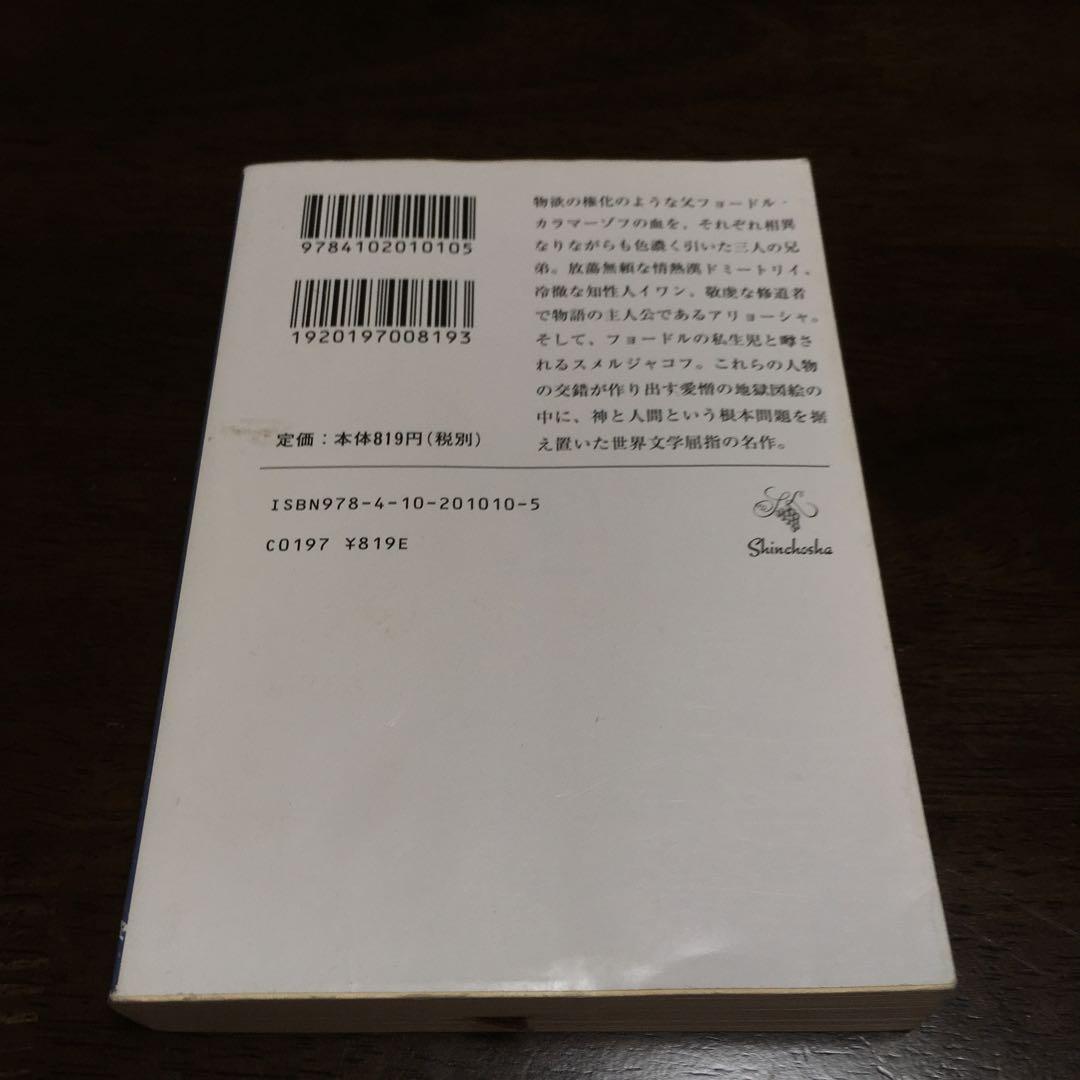 9784102010105
1920197008193
定価：本体819円（税別）
物欲の権化のような父フョードル・
カラマーゾフの血を、それぞれ相異
なりながらも色濃く引いた三人の兄
弟。放蕩無頼な情熱漢ドミートリイ、
冷徹な知性人イワン、敬虔な修道者
で物語の主人公であるアリョーシャ。
そして、フョードルの私生児と噂さ
れるスメルジャコフ。これらの人物
の交錯が作り出す愛憎の地獄図絵の
中に、神と人間という根本問題を据
え置いた世界文学屈指の名作。
ISBN978-4-10-201010-5
C0197 ¥819E
Shinchosha